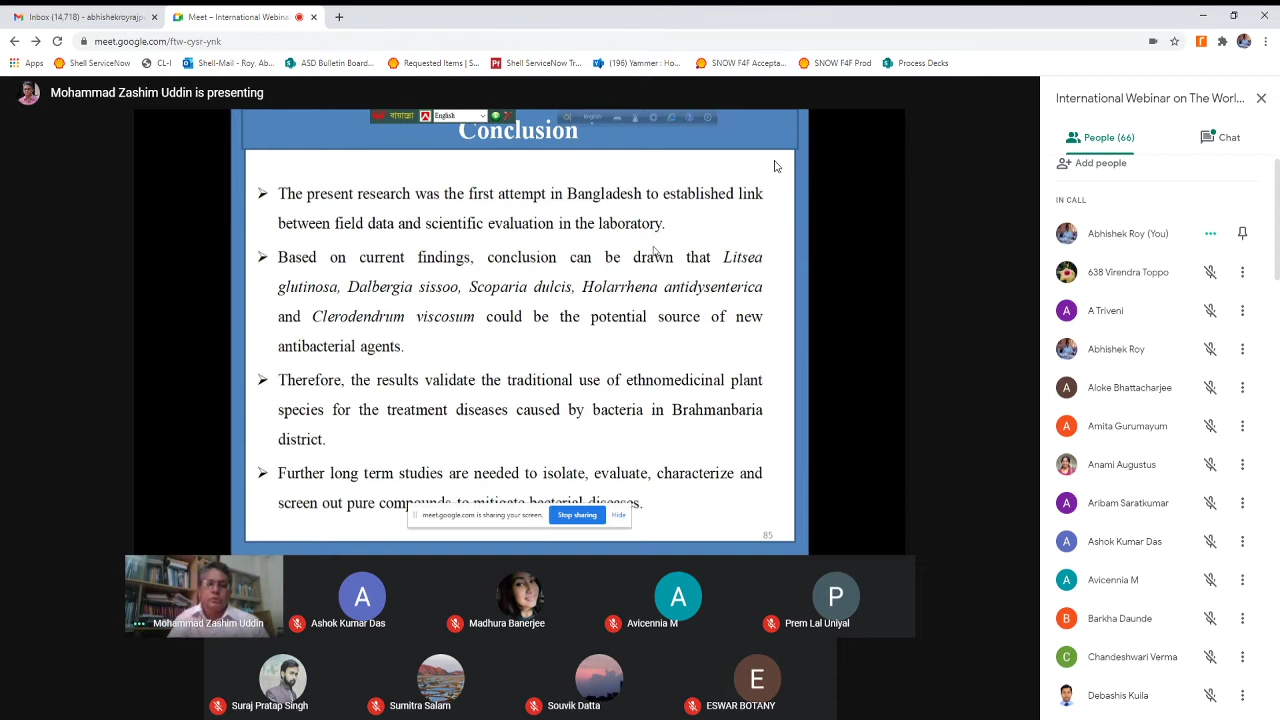 Inbox (14,718) - abhishekroyrajp
Meet – International Webina
meet.google.com/ftw-cysr-ynk
Apps
Shell ServiceNow
CL-I
Shell-Mail - Roy, Ab...
ASD Bulletin Board...
Requested Items | S...
Shell ServiceNow Tr...
(196) Yammer : Ho...
SNOW F4F Accepta...
SNOW F4F Prod
Process Decks
Mohammad Zashim Uddin is presenting
English
English
Conclusion
➢ The present research was the first attempt in Bangladesh to established link
between field data and scientific evaluation in the laboratory.
➢ Based on current findings, conclusion can be drawn that Litsea
glutinosa, Dalbergia sissoo, Scoparia dulcis, Holarrhena antidysenterica
and Clerodendrum viscosum could be the potential source of new
antibacterial agents.
➢ Therefore, the results validate the traditional use of ethnomedicinal plant
species for the treatment diseases caused by bacteria in Brahmanbaria
district.
➢ Further long term studies are needed to isolate, evaluate, characterize and
screen out pure compounds to mitigate bacterial diseases.
meet.google.com is sharing your screen.
Stop sharing
Hide
85
Mohammad Zashim Uddin
A
Ashok Kumar Das
Madhura Banerjee
A
Avicennia M
P
Prem Lal Uniyal
Suraj Pratap Singh
Sumitra Salam
Souvik Datta
E
ESWAR BOTANY
International Webinar on The Worl...
People (66)
Chat
Add people
IN CALL
Abhishek Roy (You)
638 Virendra Toppo
A
A Triveni
Abhishek Roy
Aloke Bhattacharjee
A
Amita Gurumayum
Anami Augustus
A
Aribam Saratkumar
A
Ashok Kumar Das
A
Avicennia M
B
Barkha Daunde
C
Chandeshwari Verma
Debashis Kuila